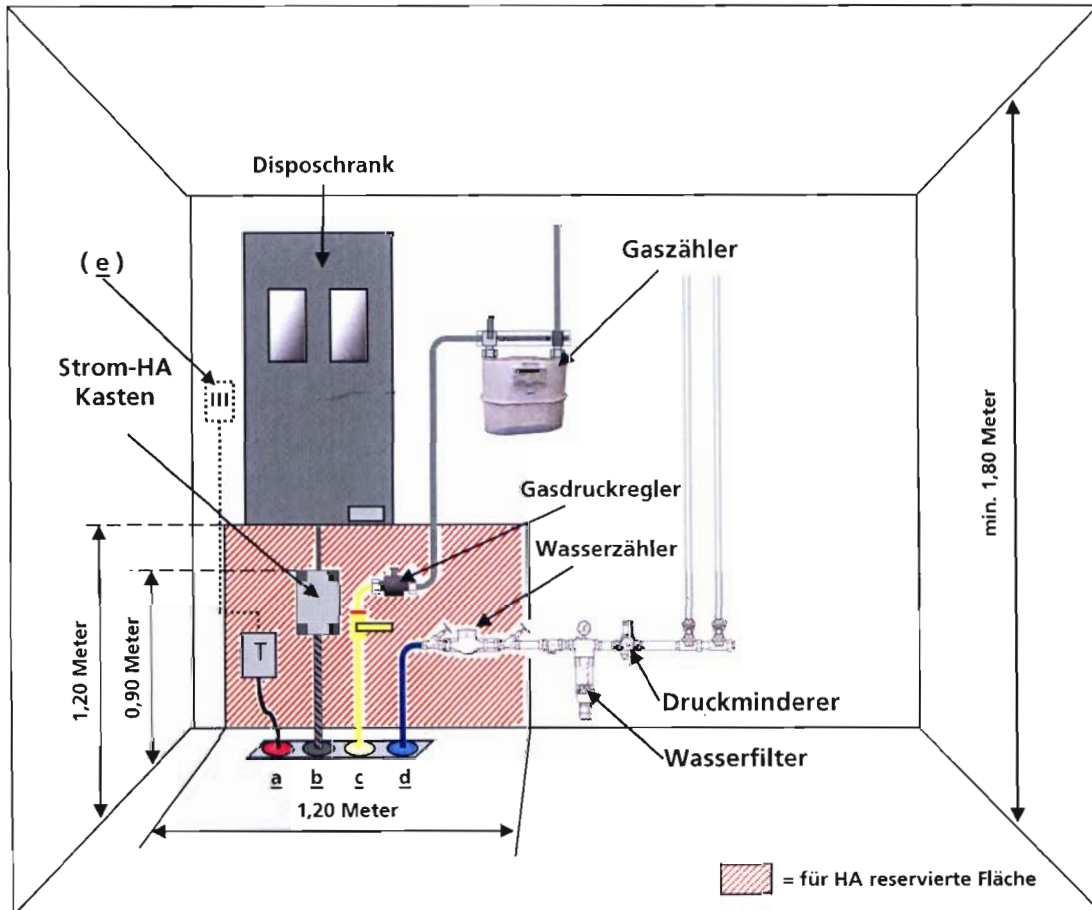 Disposchrank
(e)
Gaszähler
Strom-HA
Kasten
Gasdruckregler
Wasserzähler
min. 1,80 Meter
1,20 Meter
0,90 Meter
T
Druckminderer
Wasserfilter
a b c d
1,20 Meter
= für HA reservierte Fläche